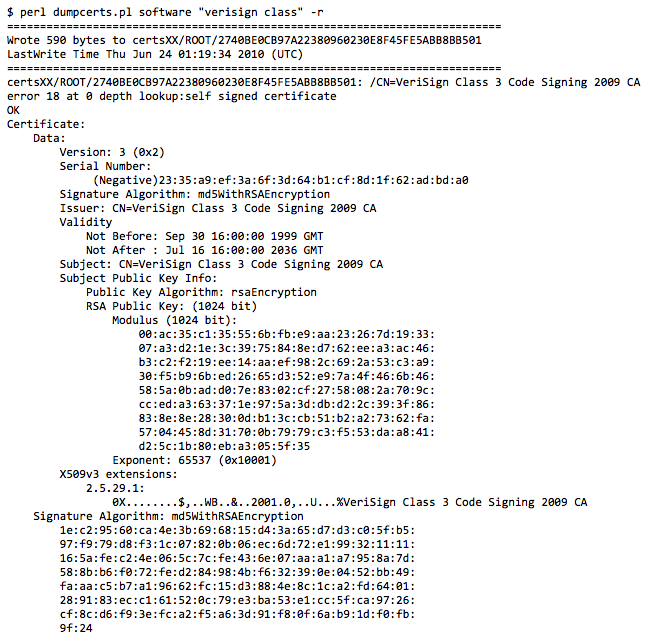 $ perl dumpcerts.pl software "verisign class" -r
===========================================================================
Wrote 590 bytes to certsXX/ROOT/2740BE0CB97A22380960230E8F45FE5ABB8BB501
LastWrite Time Thu Jun 24 01:19:34 2010 (UTC)
===========================================================================
certsXX/ROOT/2740BE0CB97A22380960230E8F45FE5ABB8BB501: /CN=VeriSign Class 3 Code Signing 2009 CA
error 18 at 0 depth lookup:self signed certificate
OK
Certificate:
Data:
Version: 3 (0x2)
Serial Number:
(Negative)23:35:a9:ef:3a:6f:3d:64:b1:cf:8d:1f:62:ad:bd:a0
Signature Algorithm: md5WithRSAEncryption
Issuer: CN=VeriSign Class 3 Code Signing 2009 CA
Validity
Not Before: Sep 30 16:00:00 1999 GMT
Not After : Jul 16 16:00:00 2036 GMT
Subject: CN=VeriSign Class 3 Code Signing 2009 CA
Subject Public Key Info:
Public Key Algorithm: rsaEncryption
RSA Public Key: (1024 bit)
Modulus (1024 bit):
00:ac:35:c1:35:55:6b:fb:e9:aa:23:26:7d:19:33:
07:a3:d2:1e:3c:39:75:84:8e:d7:62:ee:a3:ac:46:
b3:c2:f2:19:ee:14:aa:ef:98:2c:69:2a:53:c3:a9:
30:f5:b9:6b:ed:26:65:d3:52:e9:7a:4f:46:6b:46:
58:5a:0b:ad:d0:7e:83:02:cf:27:58:08:2a:70:9c:
cc:ed:a3:63:37:1e:97:5a:3d:db:d2:2c:39:3f:86:
83:8e:8e:28:30:0d:b1:3c:cb:51:b2:a2:73:62:fa:
57:04:45:8d:31:70:0b:79:79:c3:f5:53:da:a8:41:
d2:5c:1b:80:eb:a3:05:5f:35
Exponent: 65537 (0x10001)
X509v3 extensions:
2.5.29.1:
0X........$,..WB..&..2001.0,..U...%VeriSign Class 3 Code Signing 2009 CA
Signature Algorithm: md5WithRSAEncryption
1e:c2:95:60:ca:4e:3b:69:68:15:d4:3a:65:d7:d3:c0:5f:b5:
97:f9:79:d8:f3:1c:07:82:0b:06:ec:6d:72:e1:99:32:11:11:
16:5a:fe:c2:4e:06:5c:7c:fe:43:6e:07:aa:a1:a7:95:8a:7d:
58:8b:b6:f0:72:fe:d2:84:98:4b:f6:32:39:0e:04:52:bb:49:
fa:aa:c5:b7:a1:96:62:fc:15:d3:88:4e:8c:1c:a2:fd:64:01:
28:91:83:ec:c1:61:52:0c:79:e3:ba:53:e1:cc:5f:ca:97:26:
cf:8c:d6:f9:3e:fc:a2:f5:a6:3d:91:f8:0f:6a:b9:1d:f0:fb:
9f:24